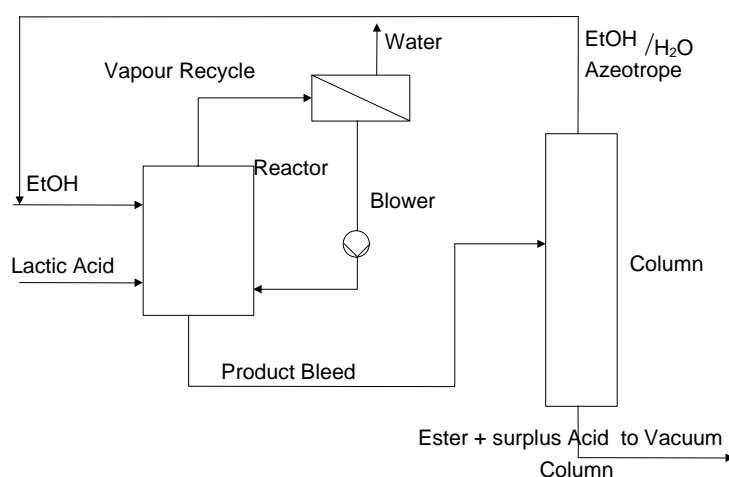 Water
EtOH /H₂O
Azeotrope
Vapour Recycle
Reactor
EtOH
Blower
Lactic Acid
Column
Product Bleed
Ester + surplus Acid to Vacuum
Column